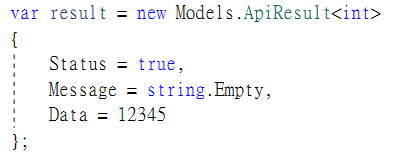 var result = new Models.ApiResult<int>
{
    Status = true,
    Message = string.Empty,
    Data = 12345
};